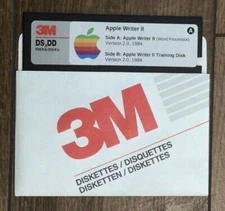 3M
Apple Writer II
A
DS,DD
Side A: Apple Writer II (Word Processor)
Version 2.0, 1984
Side B: Apple Writer II Training Disk
Version 2.0, 1984
3M
DISKETTES / DISQUETTES
DISKETTEN / DISKETTES